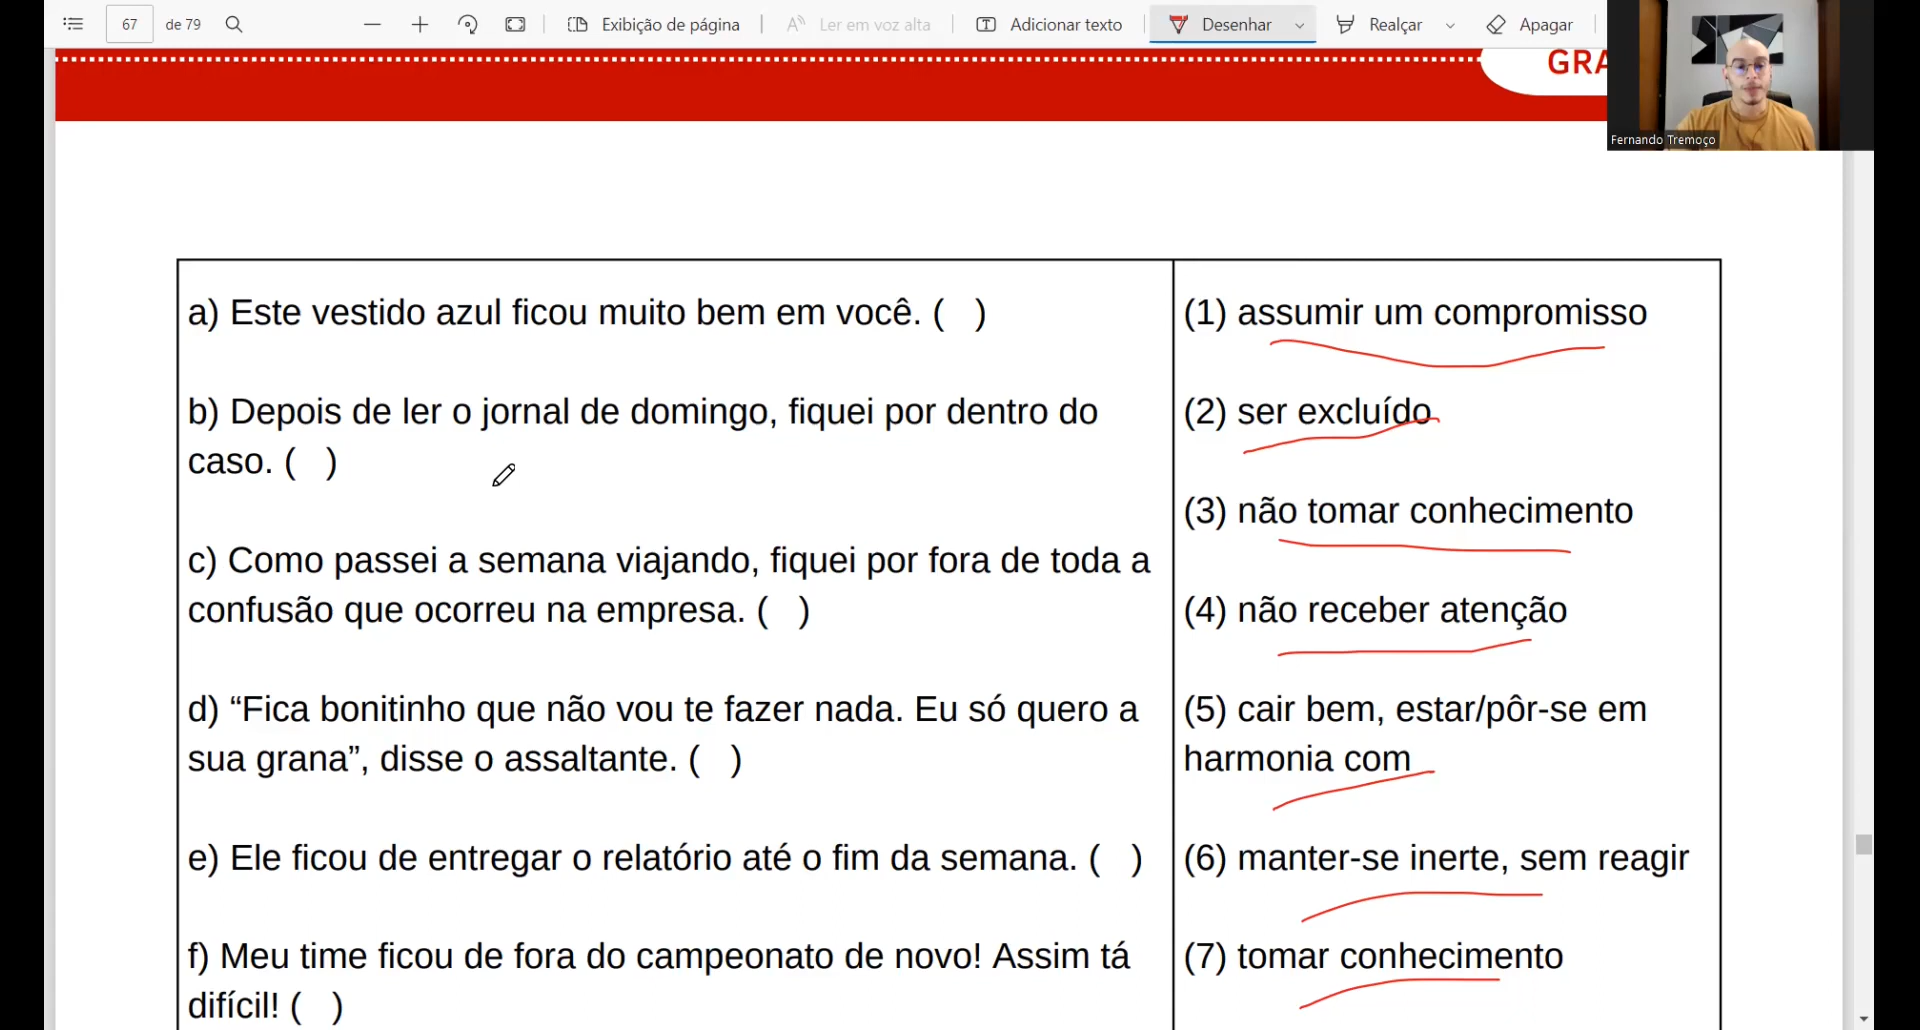 67 de 79 Exibição de página Ler em voz alta Adicionar texto Desenhar Realçar Apagar
GRA
Fernando Tremoço
a) Este vestido azul ficou muito bem em você. (   )
b) Depois de ler o jornal de domingo, fiquei por dentro do
caso. (   )
c) Como passei a semana viajando, fiquei por fora de toda a
confusão que ocorreu na empresa. (   )
d) “Fica bonitinho que não vou te fazer nada. Eu só quero a
sua grana”, disse o assaltante. (   )
e) Ele ficou de entregar o relatório até o fim da semana. (   )
f) Meu time ficou de fora do campeonato de novo! Assim tá
difícil! (   )
(1) assumir um compromisso
(2) ser excluído
(3) não tomar conhecimento
(4) não receber atenção
(5) cair bem, estar/pôr-se em
harmonia com
(6) manter-se inerte, sem reagir
(7) tomar conhecimento